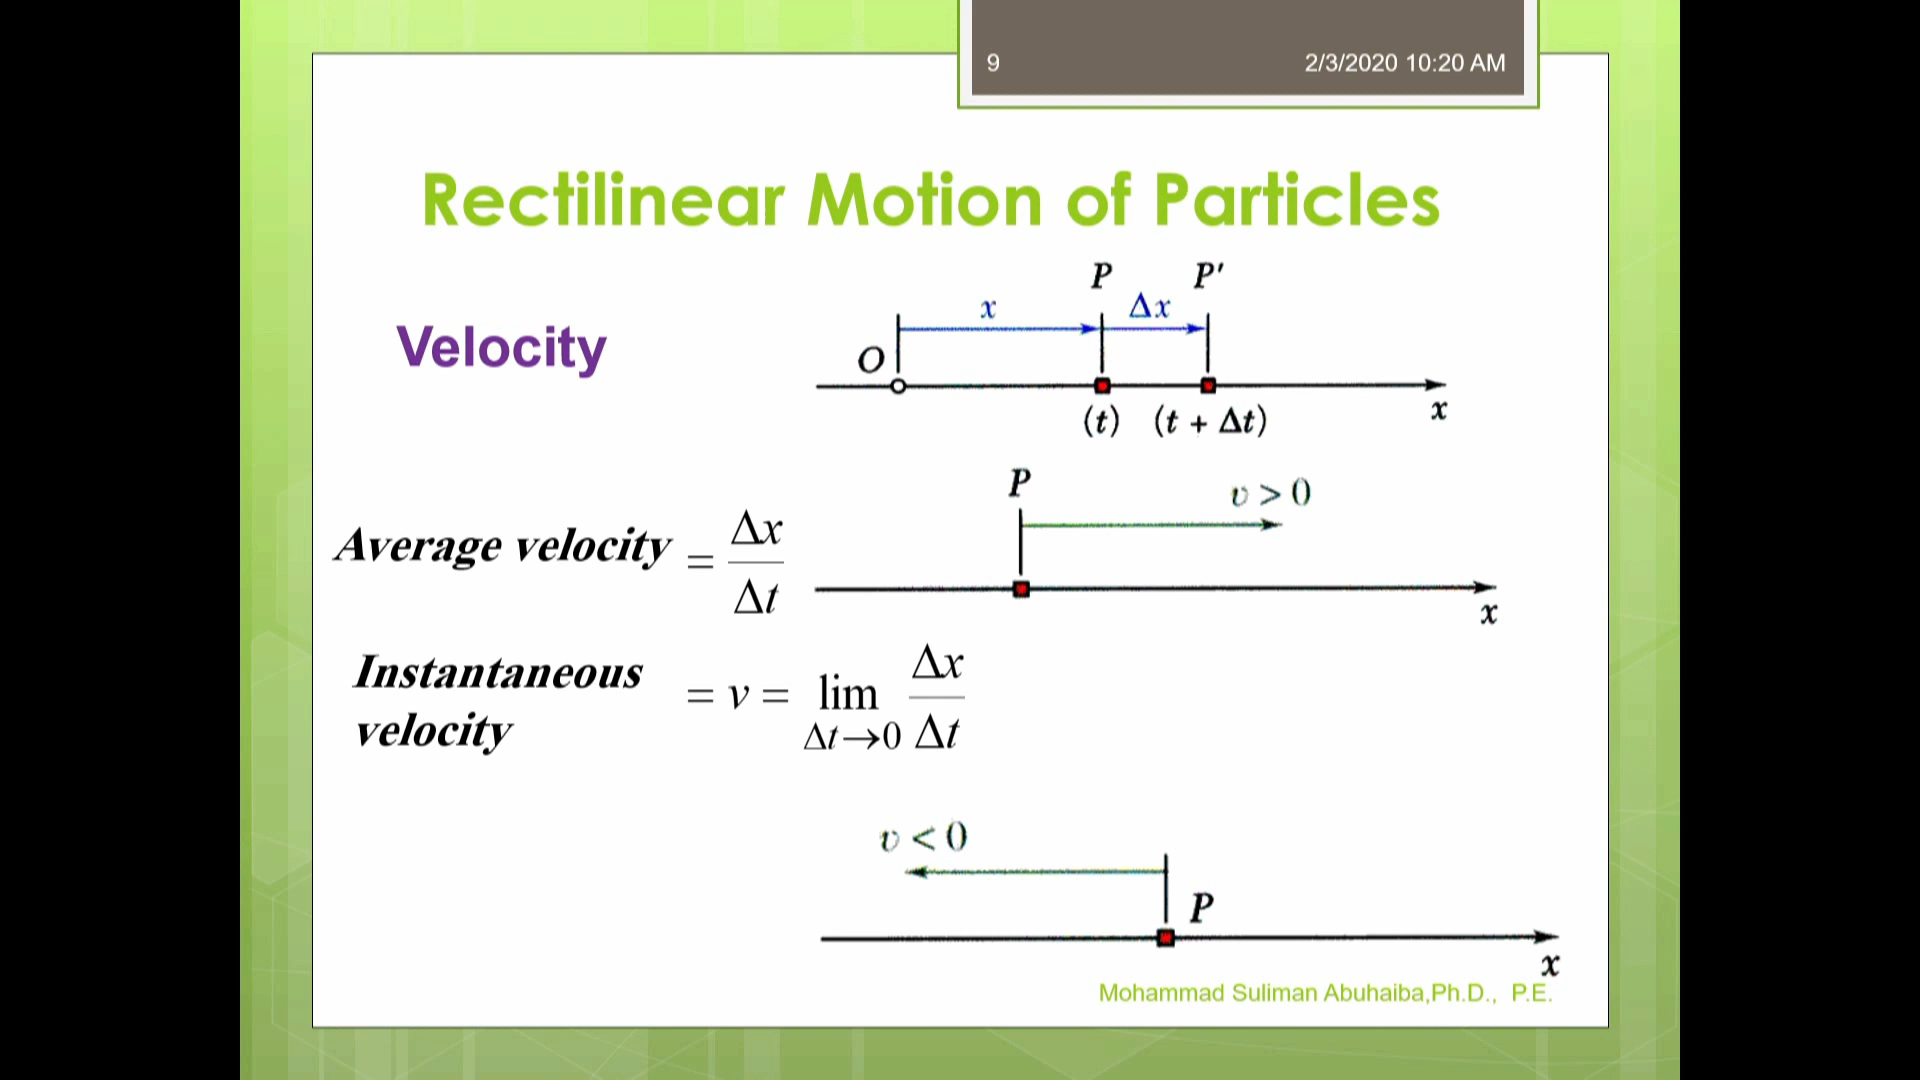 9 2/3/2020 10:20 AM
Rectilinear Motion of Particles
Velocity
P P′
x Δx
O
(t) (t + Δt) x
P
v > 0
Average velocity = Δx / Δt
x
Instantaneous velocity = v = lim Δt→0 Δx / Δt
v < 0
P
x
Mohammad Suliman Abuhaiba,Ph.D., P.E.